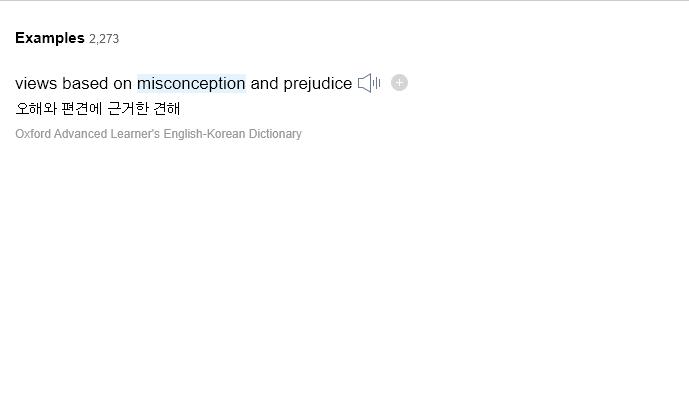 Examples 2,273
views based on misconception and prejudice
오해와 편견에 근거한 견해
Oxford Advanced Learner's English-Korean Dictionary